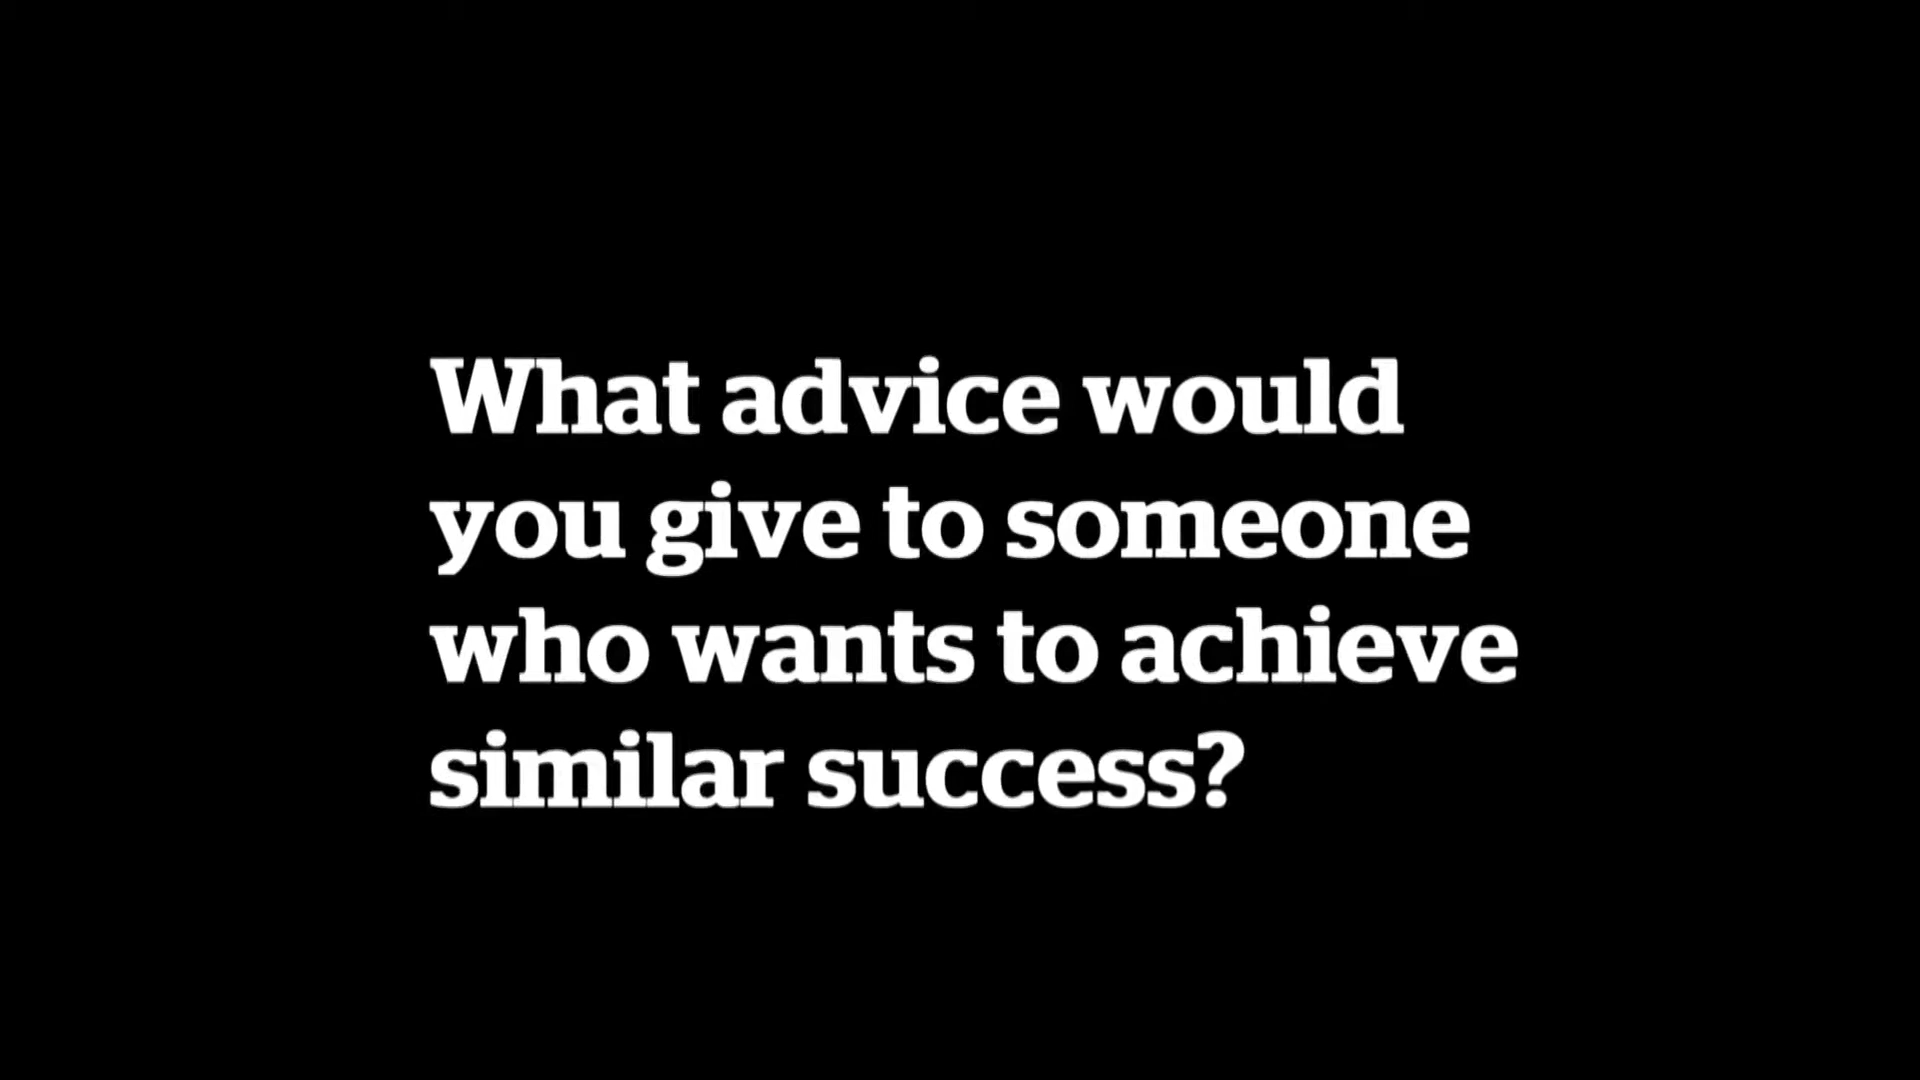 What advice would
you give to someone
who wants to achieve
similar success?